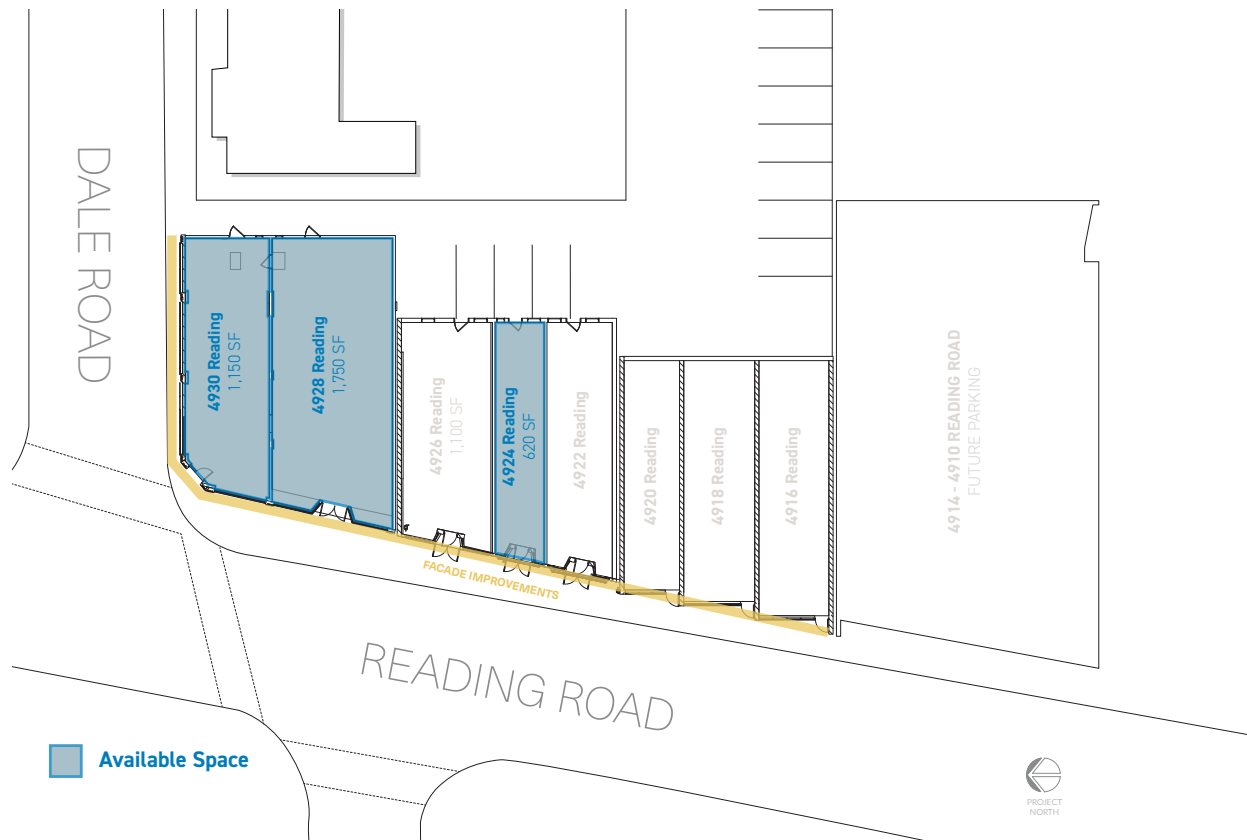 DALE ROAD
4930 Reading
1,150 SF
4928 Reading
1,750 SF
4926 Reading
1,100 SF
4924 Reading
620 SF
4922 Reading
4920 Reading
4918 Reading
4916 Reading
4914 - 4910 READING ROAD
FUTURE PARKING
FACADE IMPROVEMENTS
READING ROAD
Available Space
PROJECT
NORTH